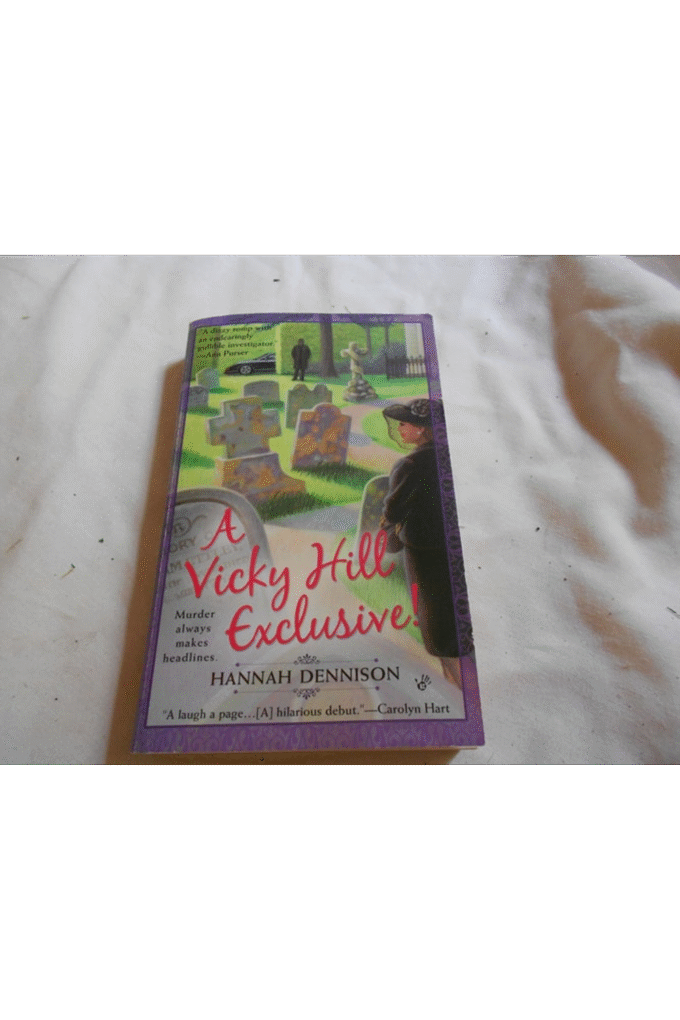 "A dizzy romp with
an endearingly
gullible investigator."
—Ann Purser
A
Vicky Hill
Exclusive!
Murder
always
makes
headlines.
HANNAH DENNISON
"A laugh a page...[A] hilarious debut."—Carolyn Hart